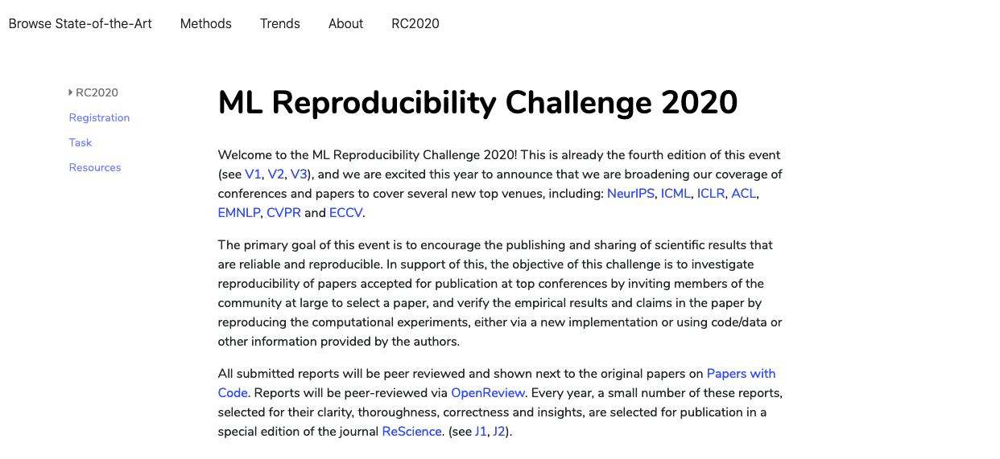 Browse State-of-the-Art Methods Trends About RC2020
RC2020
Registration
Task
Resources
ML Reproducibility Challenge 2020
Welcome to the ML Reproducibility Challenge 2020! This is already the fourth edition of this event
(see V1, V2, V3), and we are excited this year to announce that we are broadening our coverage of
conferences and papers to cover several new top venues, including: NeurIPS, ICML, ICLR, ACL,
EMNLP, CVPR and ECCV.
The primary goal of this event is to encourage the publishing and sharing of scientific results that
are reliable and reproducible. In support of this, the objective of this challenge is to investigate
reproducibility of papers accepted for publication at top conferences by inviting members of the
community at large to select a paper, and verify the empirical results and claims in the paper by
reproducing the computational experiments, either via a new implementation or using code/data or
other information provided by the authors.
All submitted reports will be peer reviewed and shown next to the original papers on Papers with
Code. Reports will be peer-reviewed via OpenReview. Every year, a small number of these reports,
selected for their clarity, thoroughness, correctness and insights, are selected for publication in a
special edition of the journal ReScience. (see J1, J2).